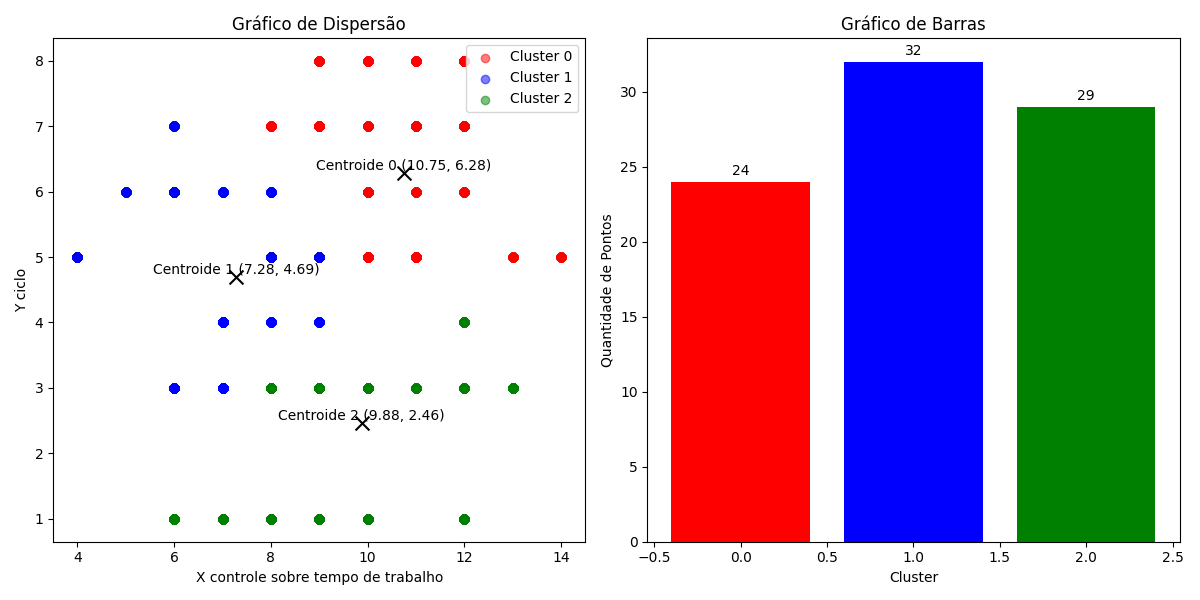 Gráfico de Dispersão
Cluster 0
Cluster 1
Cluster 2
8
7
6
5
4
3
2
1
Y ciclo
Centroide 0 (10.75, 6.28)
Centroide 1 (7.28, 4.69)
Centroide 2 (9.88, 2.46)
4 6 8 10 12 14
X controle sobre tempo de trabalho
Gráfico de Barras
24
32
29
30
25
20
15
10
5
0
Quantidade de Pontos
−0.5 0.0 0.5 1.0 1.5 2.0 2.5
Cluster